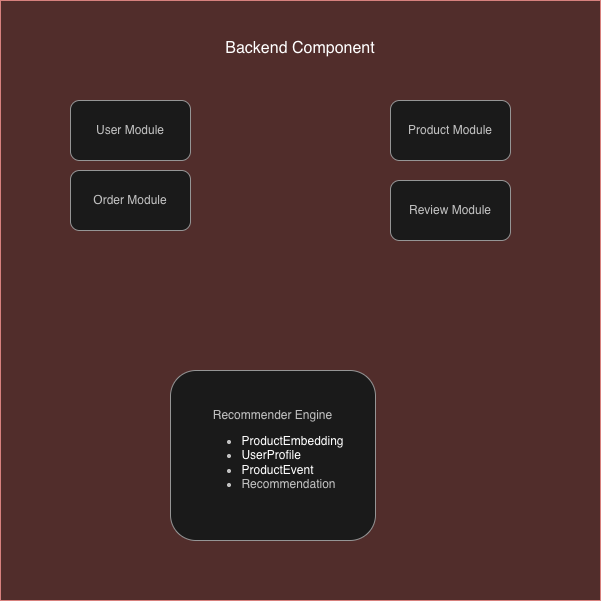 Backend Component
User Module
Product Module
Order Module
Review Module
Recommender Engine
• ProductEmbedding
• UserProfile
• ProductEvent
• Recommendation